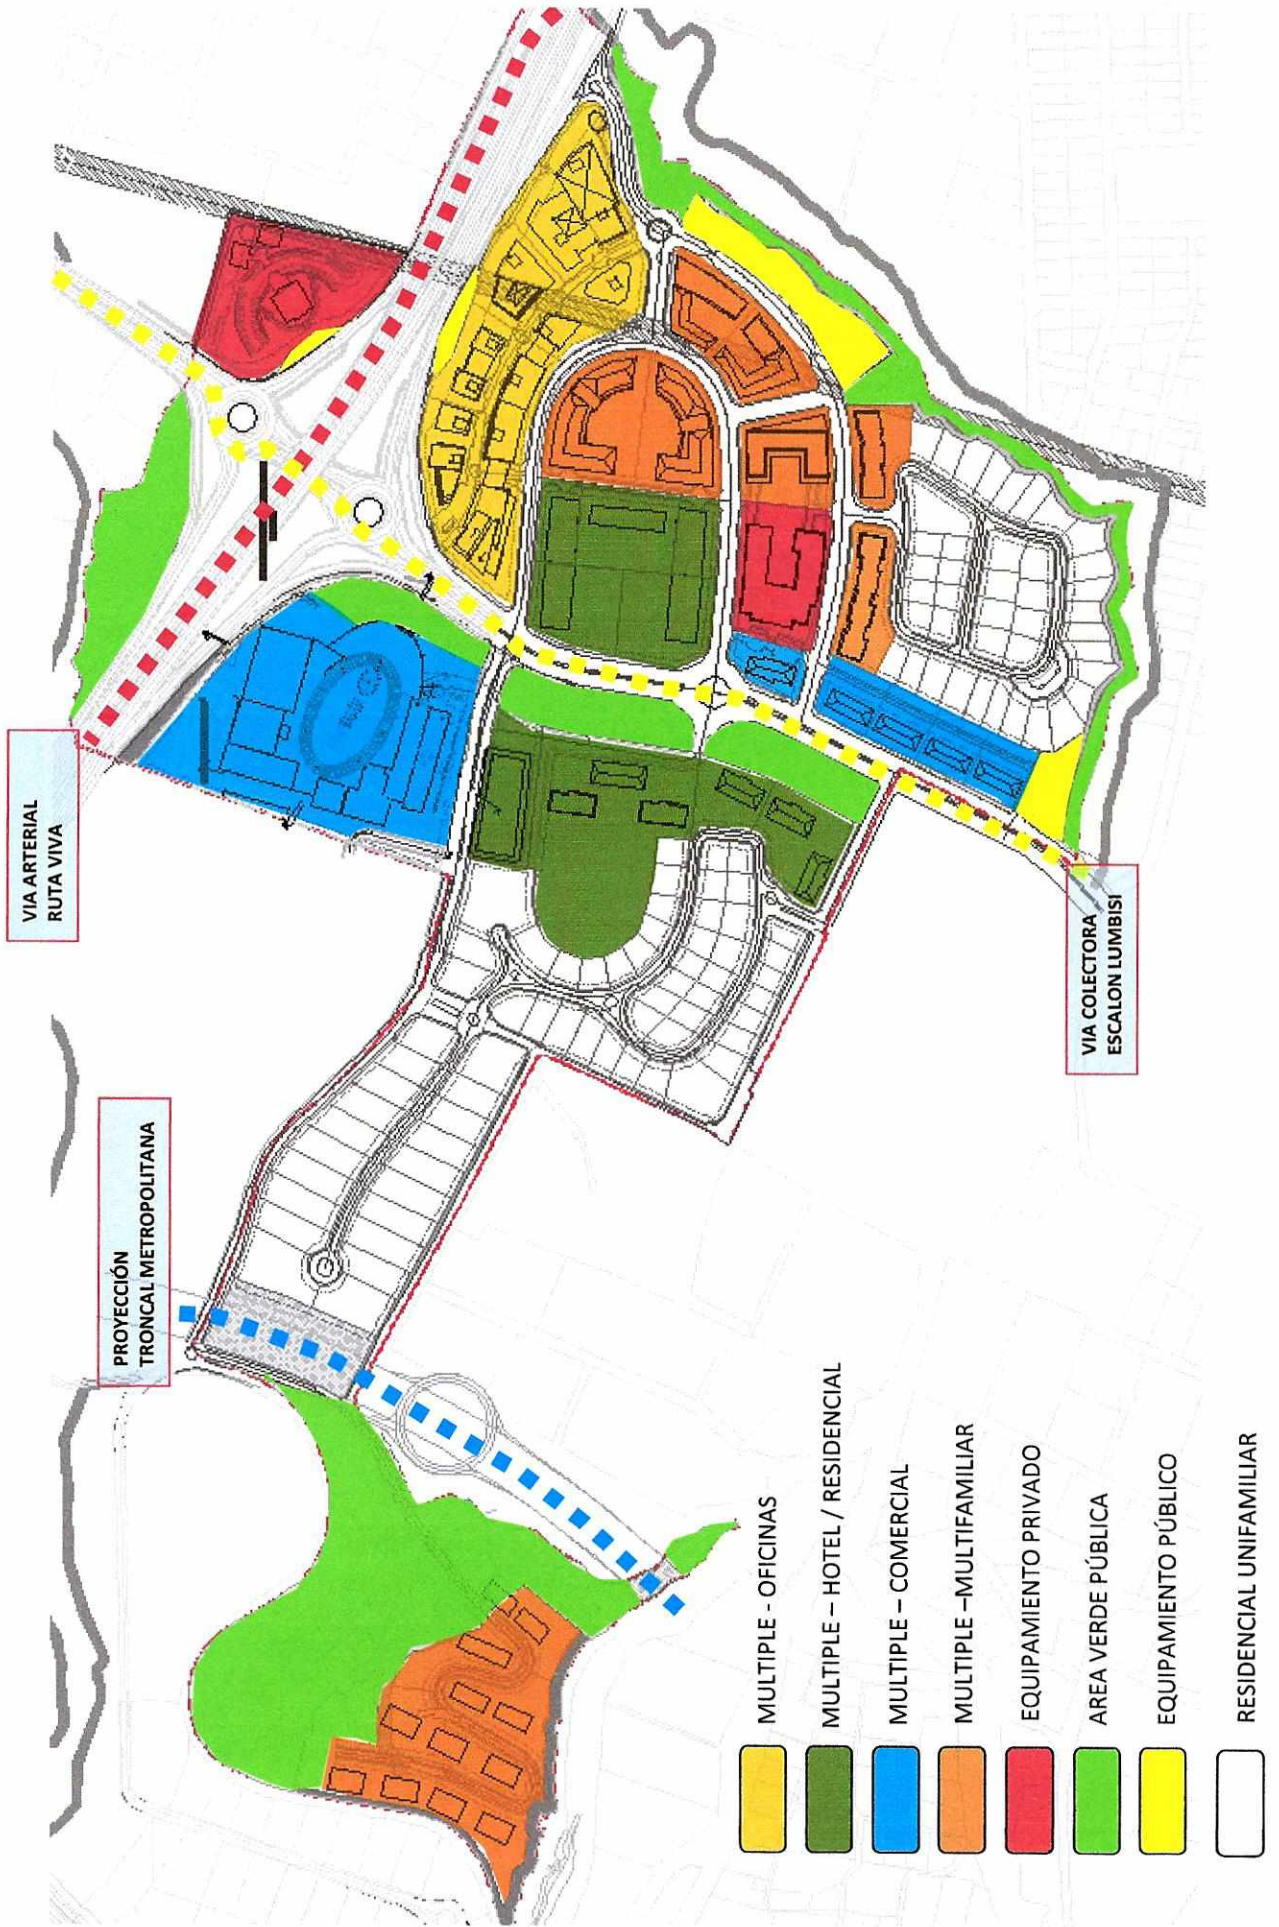 VIA ARTERIAL
RUTA VIVA
PROYECCIÓN
TRONCAL METROPOLITANA
VIA COLECTORA
ESCALON LUMBISI
MULTIPLE - OFICINAS
MULTIPLE – HOTEL / RESIDENCIAL
MULTIPLE – COMERCIAL
MULTIPLE –MULTIFAMILIAR
EQUIPAMIENTO PRIVADO
AREA VERDE PÚBLICA
EQUIPAMIENTO PÚBLICO
RESIDENCIAL UNIFAMILIAR